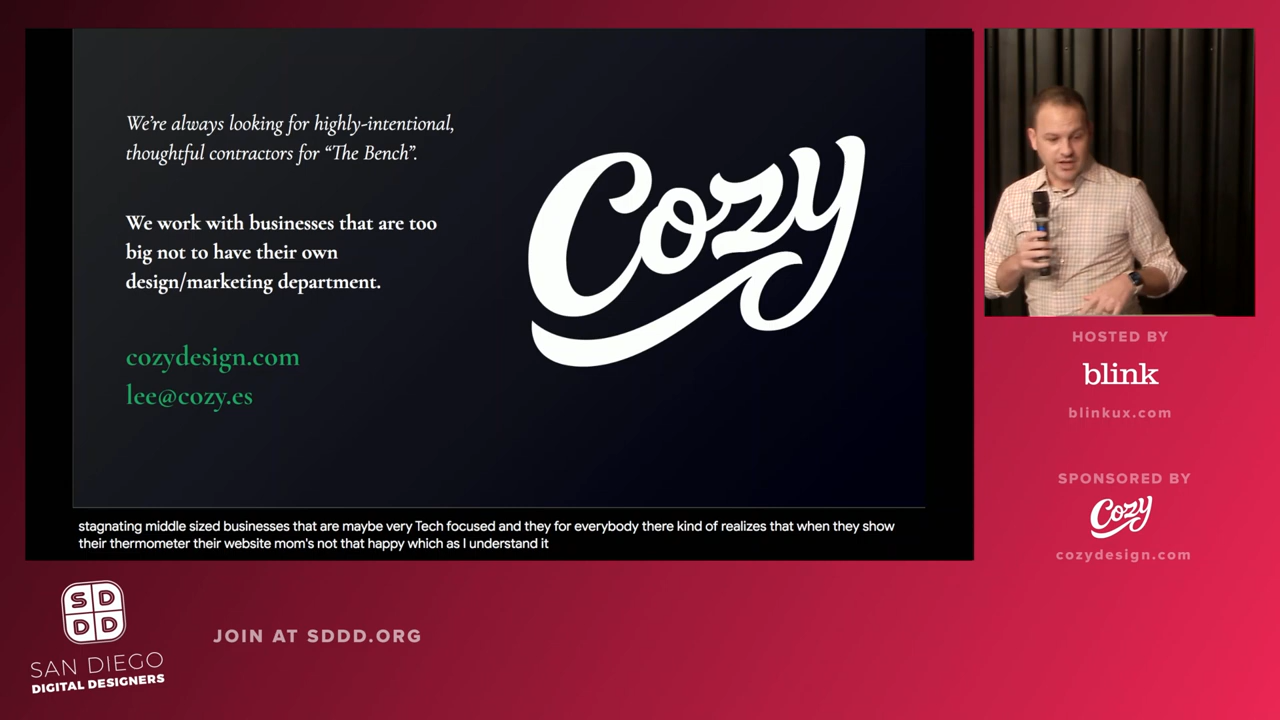 We're always looking for highly-intentional,
thoughtful contractors for “The Bench”.
We work with businesses that are too
big not to have their own
design/marketing department.
cozydesign.com
lee@cozy.es
Cozy
stagnating middle sized businesses that are maybe very Tech focused and they for everybody there kind of realizes that when they show
their thermometer their website mom's not that happy which as I understand it
HOSTED BY
blink
blinkux.com
SPONSORED BY
Cozy
cozydesign.com
SD
DD
SAN DIEGO
DIGITAL DESIGNERS
JOIN AT SDDD.ORG